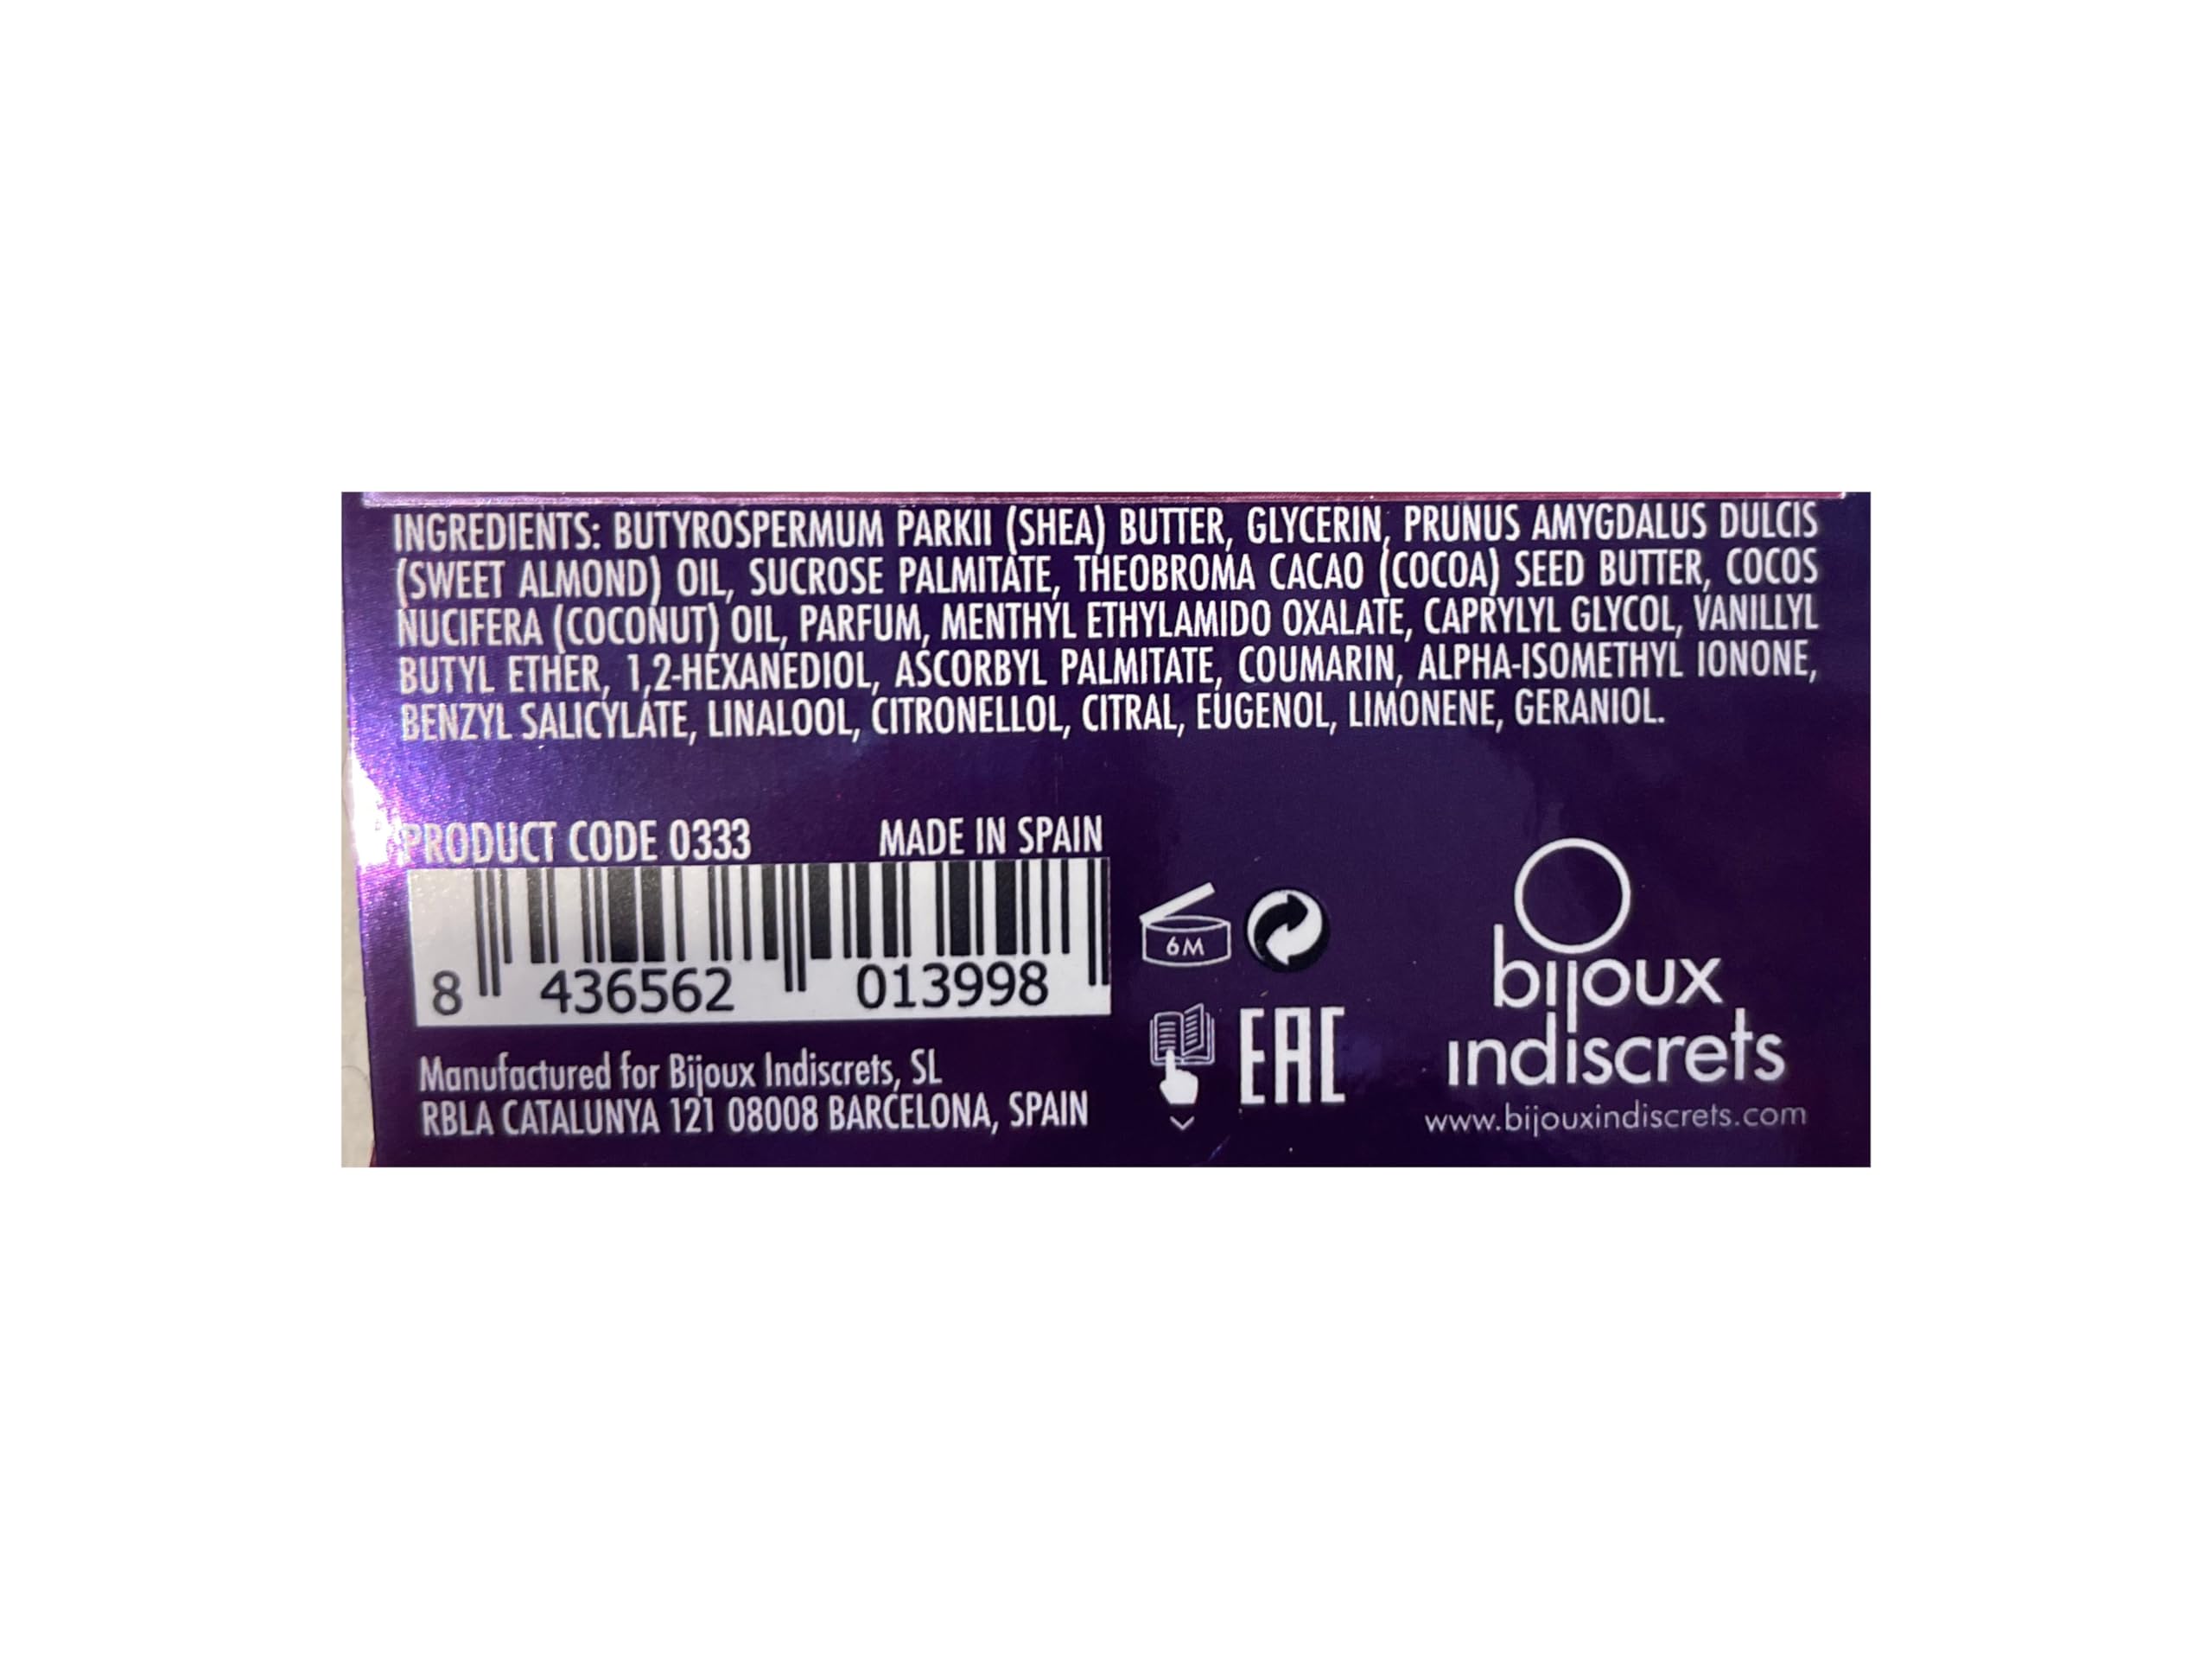 INGREDIENTS: BUTYROSPERMUM PARKII (SHEA) BUTTER, GLYCERIN, PRUNUS AMYGDALUS DULCIS
(SWEET ALMOND) OIL, SUCROSE PALMITATE, THEOBROMA CACAO (COCOA) SEED BUTTER, COCOS
NUCIFERA (COCONUT) OIL, PARFUM, MENTHYL ETHYLAMIDO OXALATE, CAPRYLYL GLYCOL, VANILLYL
BUTYL ETHER, 1,2-HEXANEDIOL, ASCORBYL PALMITATE, COUMARIN, ALPHA-ISOMETHYL IONONE,
BENZYL SALICYLATE, LINALOOL, CITRONELLOL, CITRAL, EUGENOL, LIMONENE, GERANIOL.
PRODUCT CODE 0333 MADE IN SPAIN
8 436562 013998
6M
EAC
Manufactured for Bijoux Indiscrets, SL
RBLA CATALUNYA 121 08008 BARCELONA, SPAIN
bijoux
indiscrets
www.bijouxindiscrets.com